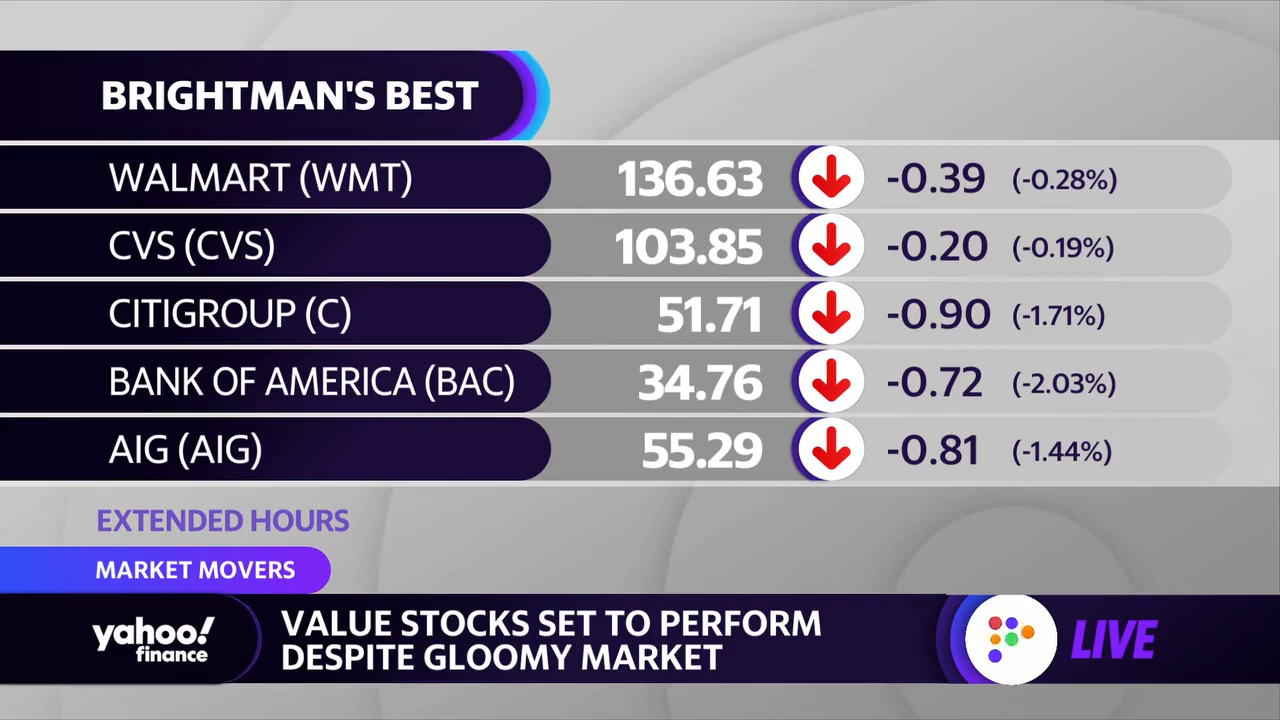 BRIGHTMAN'S BEST
WALMART (WMT) 136.63 -0.39 (-0.28%)
CVS (CVS) 103.85 -0.20 (-0.19%)
CITIGROUP (C) 51.71 -0.90 (-1.71%)
BANK OF AMERICA (BAC) 34.76 -0.72 (-2.03%)
AIG (AIG) 55.29 -0.81 (-1.44%)
EXTENDED HOURS
MARKET MOVERS
yahoo!
finance
VALUE STOCKS SET TO PERFORM
DESPITE GLOOMY MARKET
LIVE